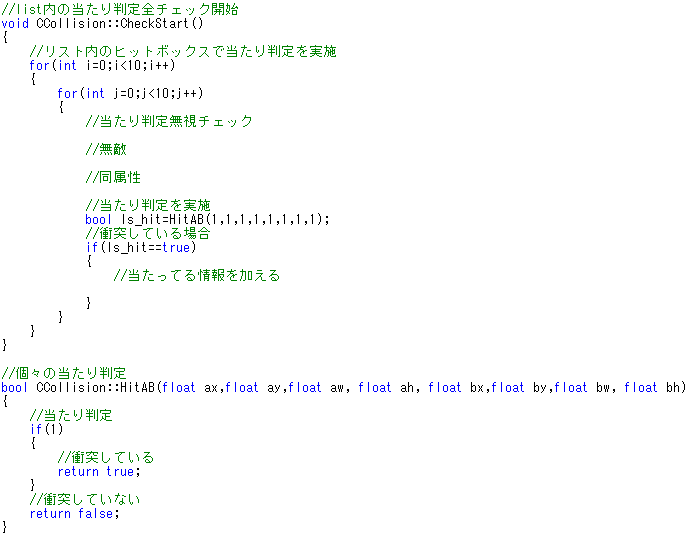 //list内の当たり判定全チェック開始
void CCollision::CheckStart()
{
//リスト内のヒットボックスで当たり判定を実施
for(int i=0;i<10;i++)
{
for(int j=0;j<10;j++)
{
//当たり判定無視チェック
//無敵
//同属性
//当たり判定を実施
bool Is_hit=HitAB(1,1,1,1,1,1,1,1);
//衝突している場合
if(Is_hit==true)
{
//当たってる情報を加える
}
}
}
}
//個々の当たり判定
bool CCollision::HitAB(float ax,float ay,float aw, float ah, float bx,float by,float bw, float bh)
{
//当たり判定
if(1)
{
//衝突している
return true;
}
//衝突していない
return false;
}